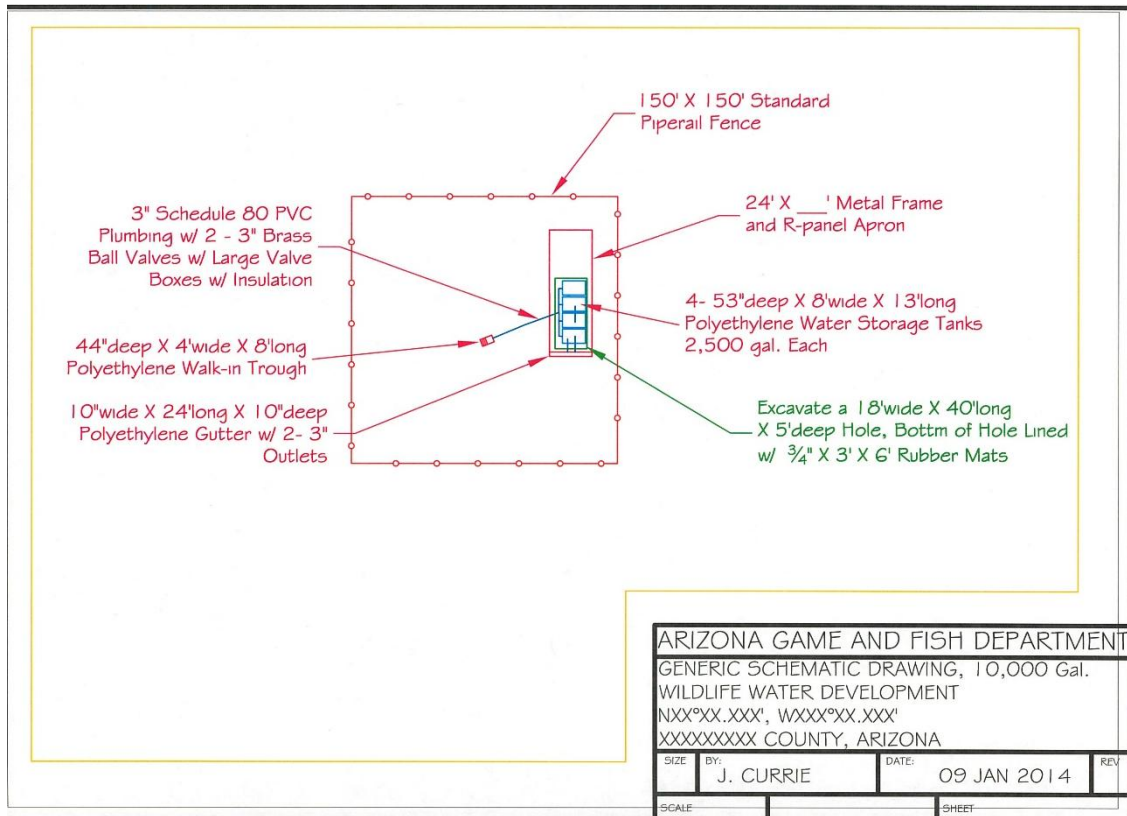 150' X 150' Standard
Piperail Fence
3" Schedule 80 PVC
Plumbing w/ 2 - 3" Brass
Ball Valves w/ Large Valve
Boxes w/ Insulation
24' X ___' Metal Frame
and R-panel Apron
4- 53"deep X 8'wide X 13'long
Polyethylene Water Storage Tanks
2,500 gal. Each
44"deep X 4'wide X 8'long
Polyethylene Walk-in Trough
10"wide X 24'long X 10"deep
Polyethylene Gutter w/ 2- 3"
Outlets
Excavate a 18'wide X 40'long
X 5'deep Hole, Bottm of Hole Lined
w/ ¾" X 3' X 6' Rubber Mats
ARIZONA GAME AND FISH DEPARTMENT
GENERIC SCHEMATIC DRAWING, 10,000 Gal.
WILDLIFE WATER DEVELOPMENT
NXX°XX.XXX', WXXX°XX.XXX'
XXXXXXXXX COUNTY, ARIZONA
SIZE BY: J. CURRIE DATE: 09 JAN 2014 REV
SCALE SHEET